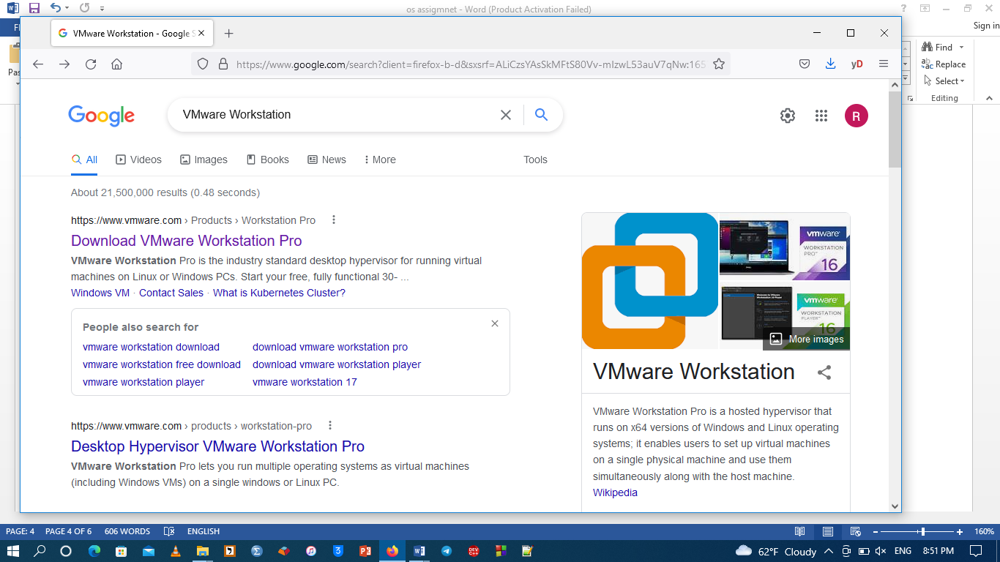 os assigmnet - Word (Product Activation Failed)
Sign in
VMware Workstation - Google S
https://www.google.com/search?client=firefox-b-d&sxsrf=ALiCzsYAsSkMFtS80Vv-mIzwL53auV7qNw:165
yD
Find
Replace
Select
Editing
Pas
Google
VMware Workstation
R
All
Videos
Images
Books
News
More
Tools
About 21,500,000 results (0.48 seconds)
https://www.vmware.com › Products › Workstation Pro
Download VMware Workstation Pro
VMware Workstation Pro is the industry standard desktop hypervisor for running virtual
machines on Linux or Windows PCs. Start your free, fully functional 30- ...
Windows VM · Contact Sales · What is Kubernetes Cluster?
People also search for
vmware workstation download
download vmware workstation pro
vmware workstation free download
download vmware workstation player
vmware workstation player
vmware workstation 17
https://www.vmware.com › products › workstation-pro
Desktop Hypervisor VMware Workstation Pro
VMware Workstation Pro lets you run multiple operating systems as virtual machines
(including Windows VMs) on a single windows or Linux PC.
vmware
WORKSTATION
PRO™
16
vmware
WORKSTATION
PLAYER™
16
More images
VMware Workstation
VMware Workstation Pro is a hosted hypervisor that
runs on x64 versions of Windows and Linux operating
systems; it enables users to set up virtual machines
on a single physical machine and use them
simultaneously along with the host machine.
Wikipedia
PAGE: 4 PAGE 4 OF 6 606 WORDS ENGLISH
160%
DEV C++
62°F Cloudy
ENG
8:51 PM